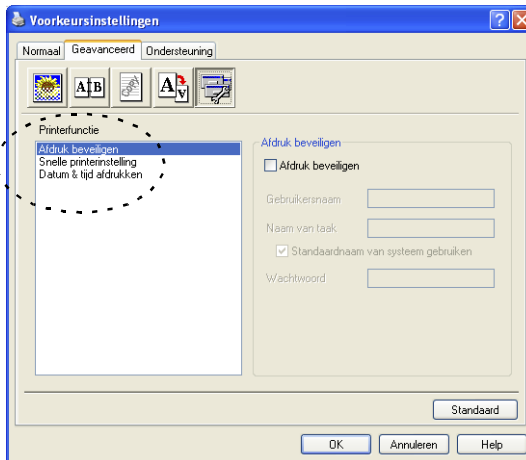 Voorkeursinstellingen
Normaal Geavanceerd Ondersteuning
A B Copy A A
Printerfunctie
Afdruk beveiligen
Snelle printerinstelling
Datum & tijd afdrukken
Afdruk beveiligen
Afdruk beveiligen
Gebruikersnaam
Naam van taak
Standaardnaam van systeem gebruiken
Wachtwoord
Standaard
OK Annuleren Help